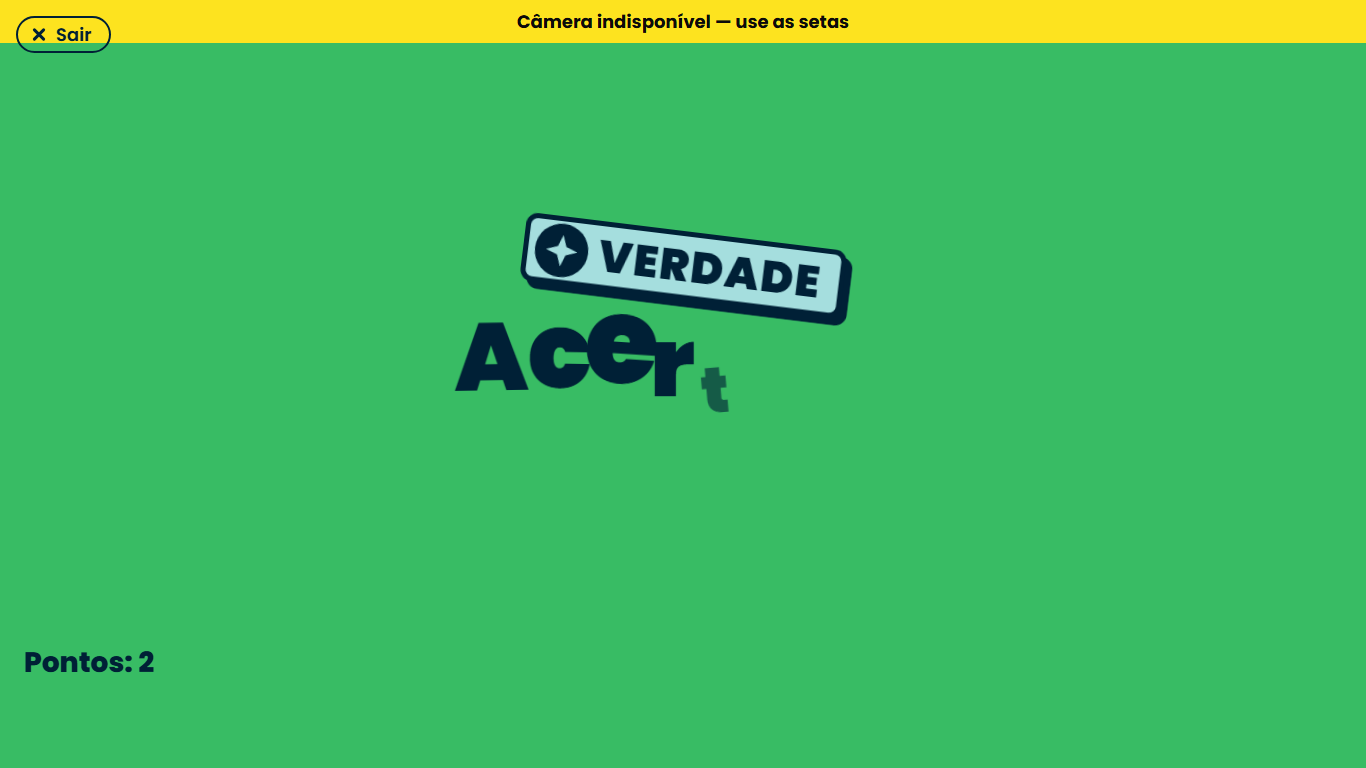 Câmera indisponível — use as setas
Sair
VERDADE
Acert
Pontos: 2